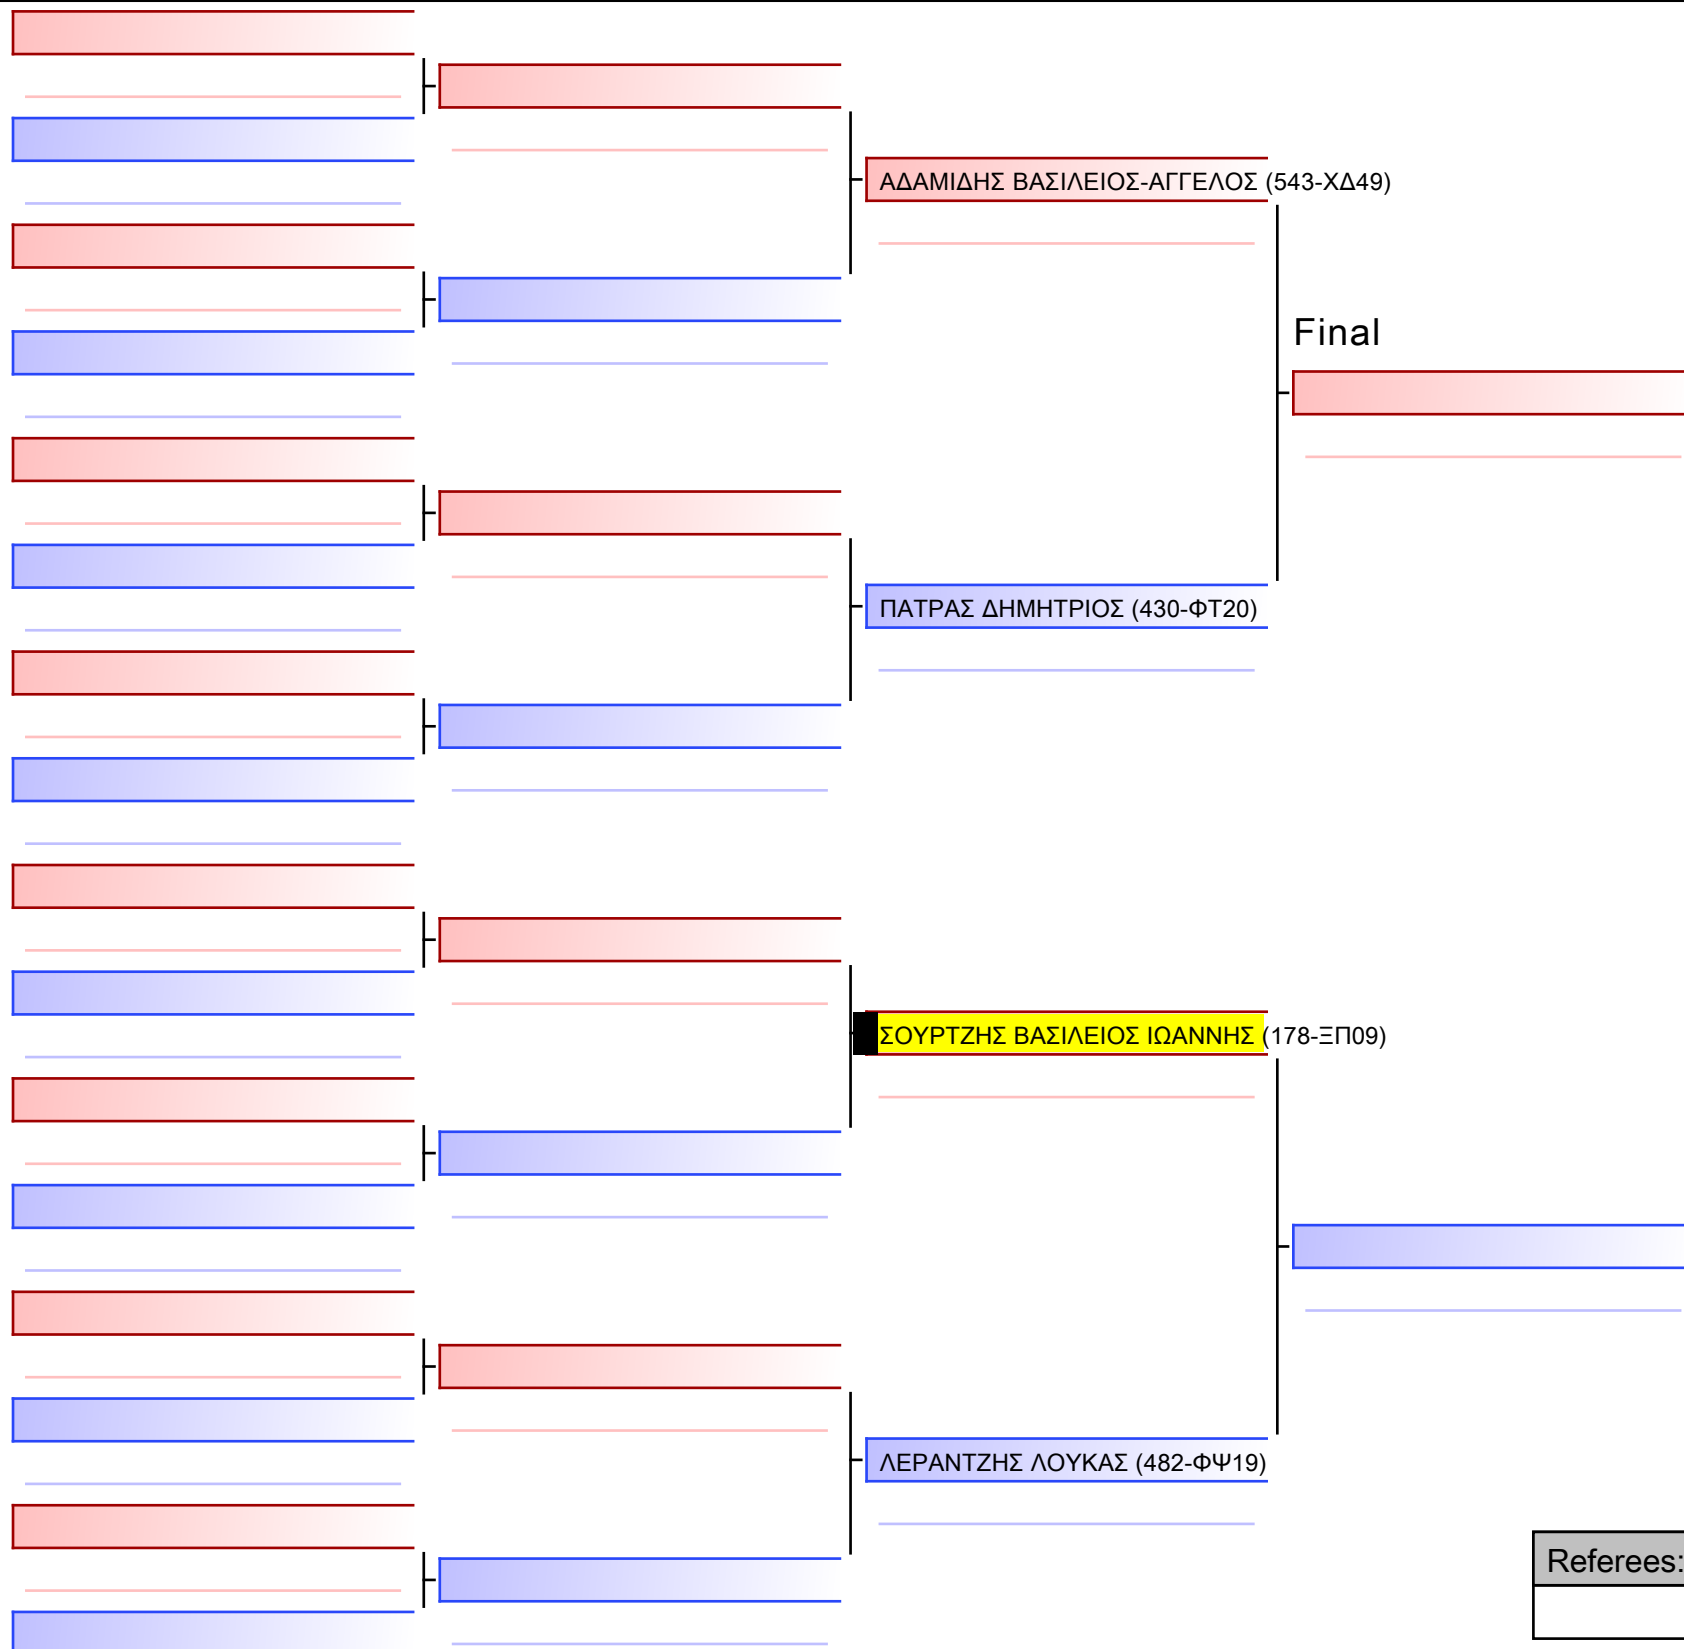 ΑΔΑΜΙΔΗΣ ΒΑΣΙΛΕΙΟΣ-ΑΓΓΕΛΟΣ (543-ΧΔ49)
Final
ΠΑΤΡΑΣ ΔΗΜΗΤΡΙΟΣ (430-ΦΤ20)
ΣΟΥΡΤΖΗΣ ΒΑΣΙΛΕΙΟΣ ΙΩΑΝΝΗΣ (178-ΞΠ09)
ΛΕΡΑΝΤΖΗΣ ΛΟΥΚΑΣ (482-ΦΨ19)
Referees: